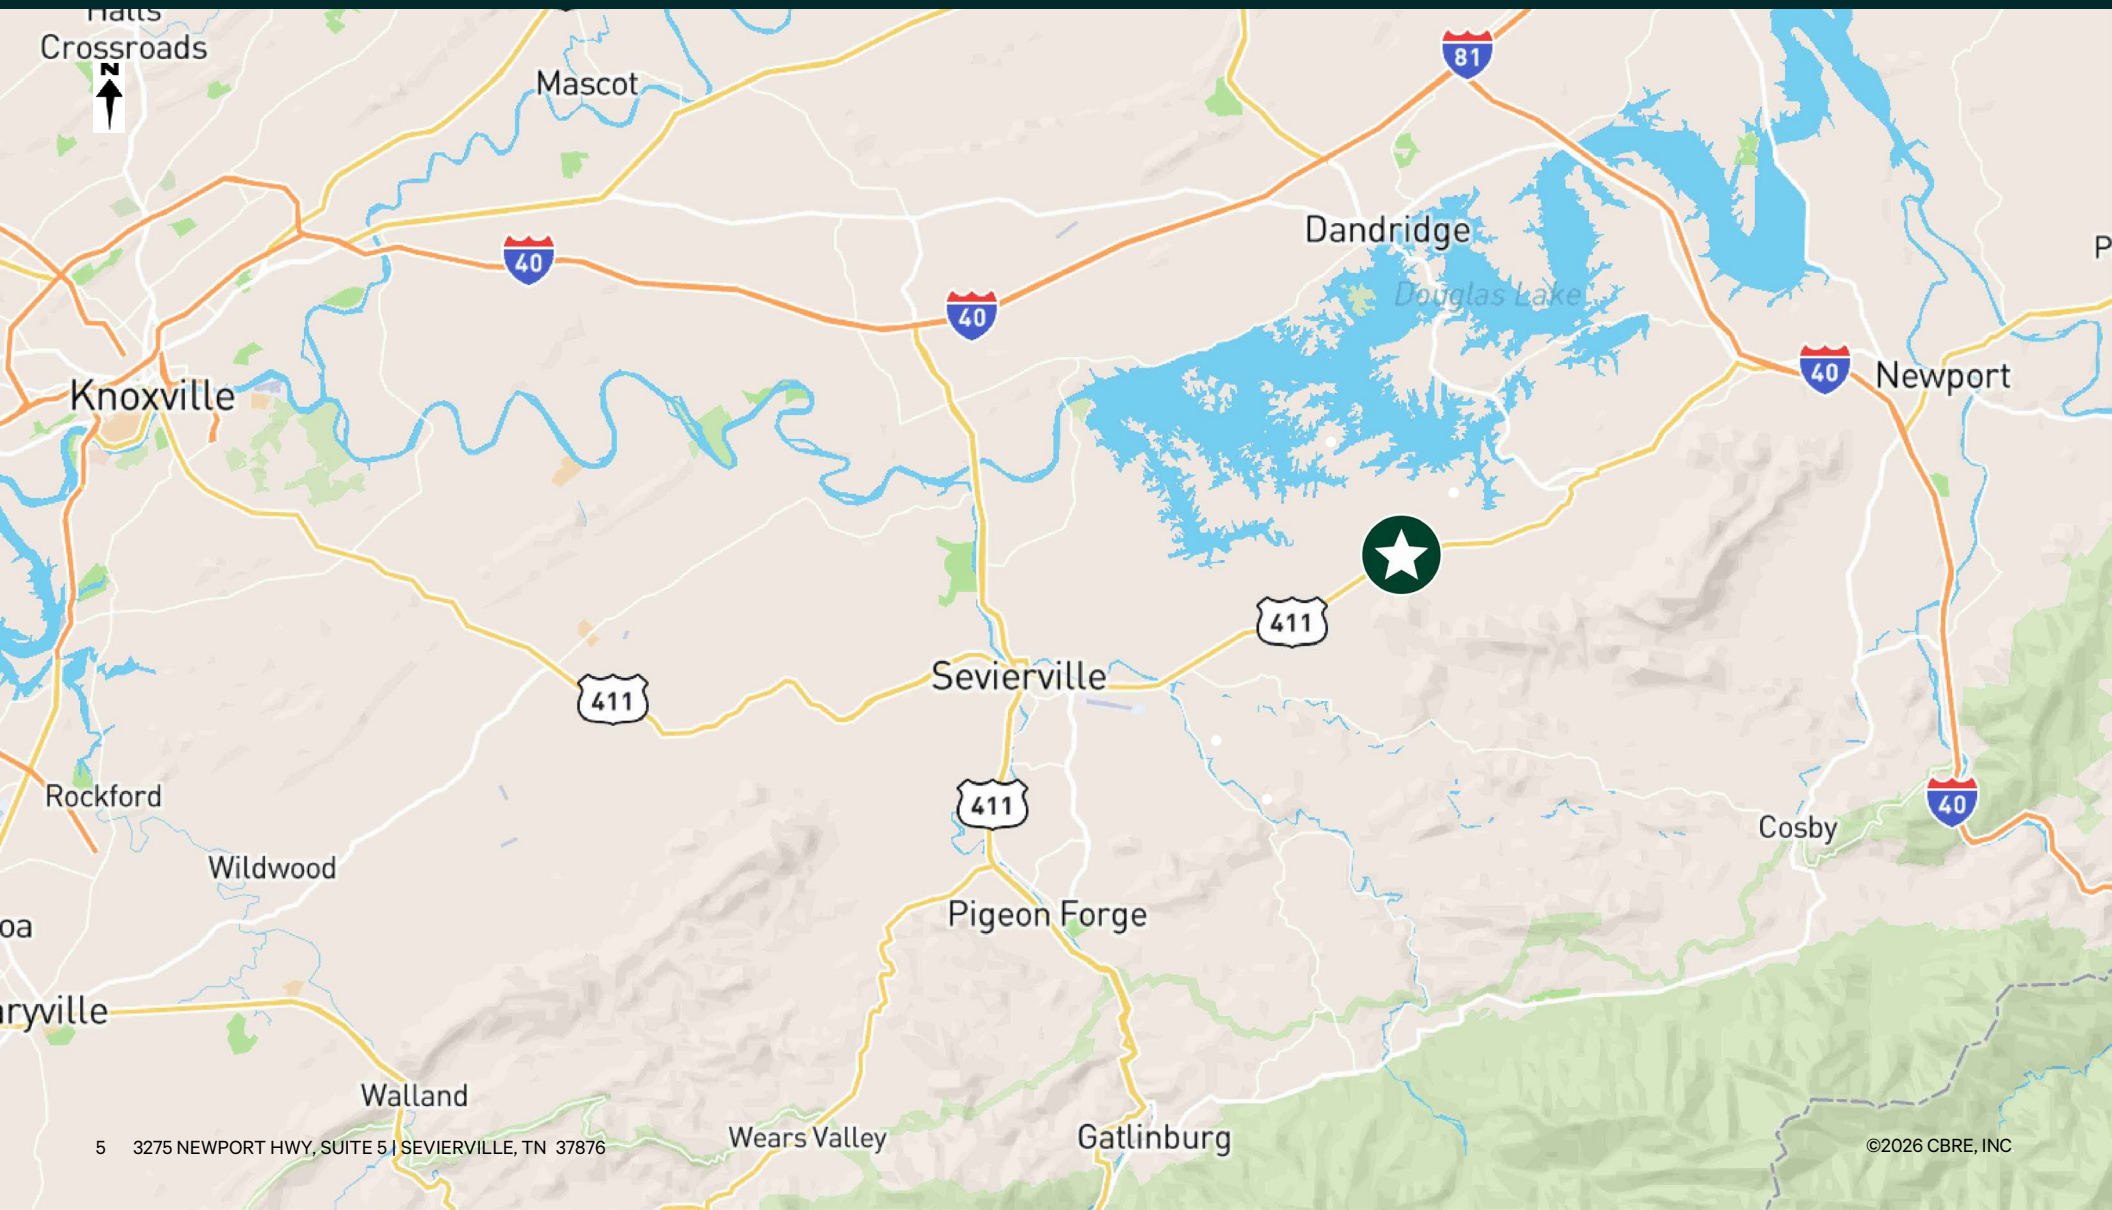 Halls
Crossroads
N
Mascot
81
Dandridge
40
40
Douglas Lake
P
40
Newport
Knoxville
411
Sevierville
411
411
Rockford
40
Cosby
Wildwood
Pigeon Forge
oa
ryville
Walland
Wears Valley
Gatlinburg
5 3275 NEWPORT HWY, SUITE 5 | SEVIERVILLE, TN 37876
©2026 CBRE, INC